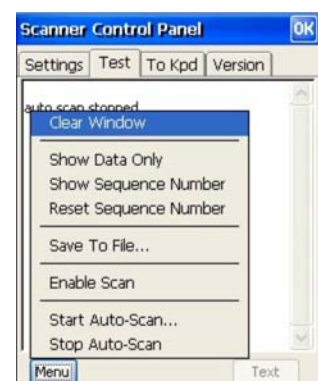 Scanner Control Panel OK
Settings Test To Kpd Version
auto scan stopped
Clear Window
Show Data Only
Show Sequence Number
Reset Sequence Number
Save To File...
Enable Scan
Start Auto-Scan...
Stop Auto-Scan
Menu Text